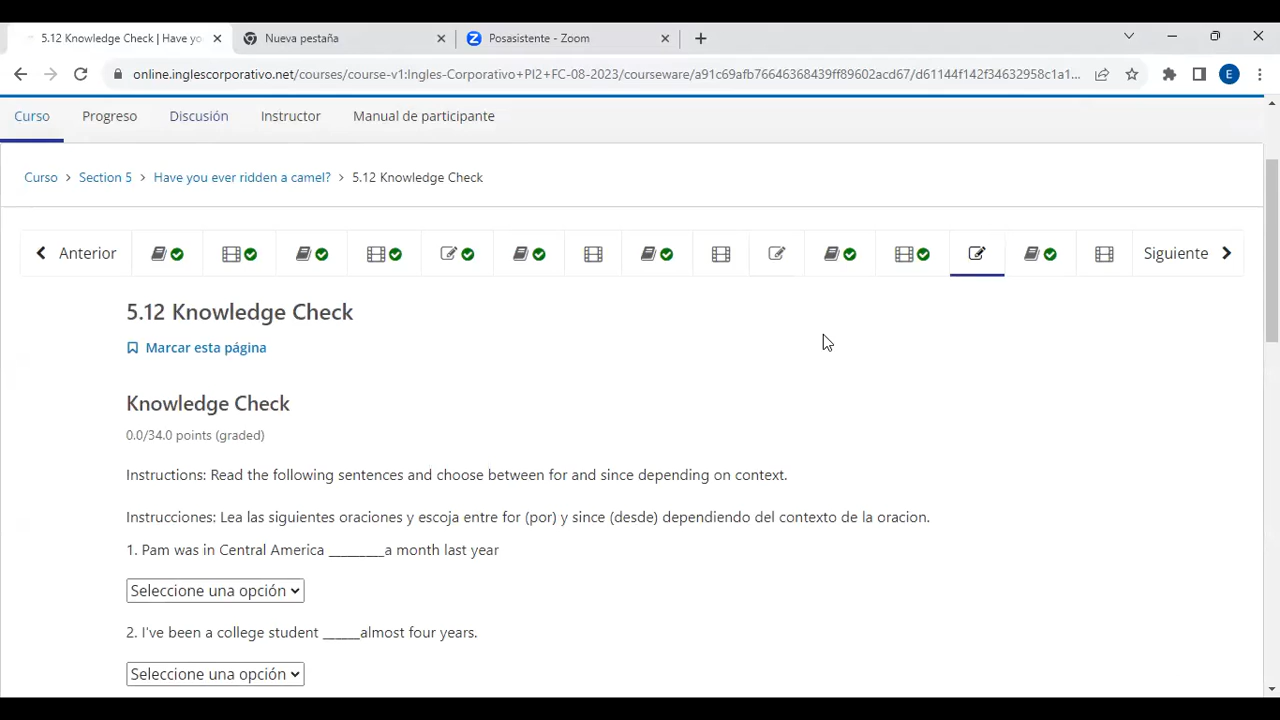 5.12 Knowledge Check | Have yo
Nueva pestaña
Posasistente - Zoom
online.inglescorporativo.net/courses/course-v1:Ingles-Corporativo+PI2+FC-08-2023/courseware/a91c69afb76646368439ff89602acd67/d61144f142f34632958c1a1...
E
Curso Progreso Discusión Instructor Manual de participante
Curso > Section 5 > Have you ever ridden a camel? > 5.12 Knowledge Check
Anterior Siguiente
5.12 Knowledge Check
Marcar esta página
Knowledge Check
0.0/34.0 points (graded)
Instructions: Read the following sentences and choose between for and since depending on context.
Instrucciones: Lea las siguientes oraciones y escoja entre for (por) y since (desde) dependiendo del contexto de la oracion.
1. Pam was in Central America _________a month last year
Seleccione una opción
2. I've been a college student ______almost four years.
Seleccione una opción